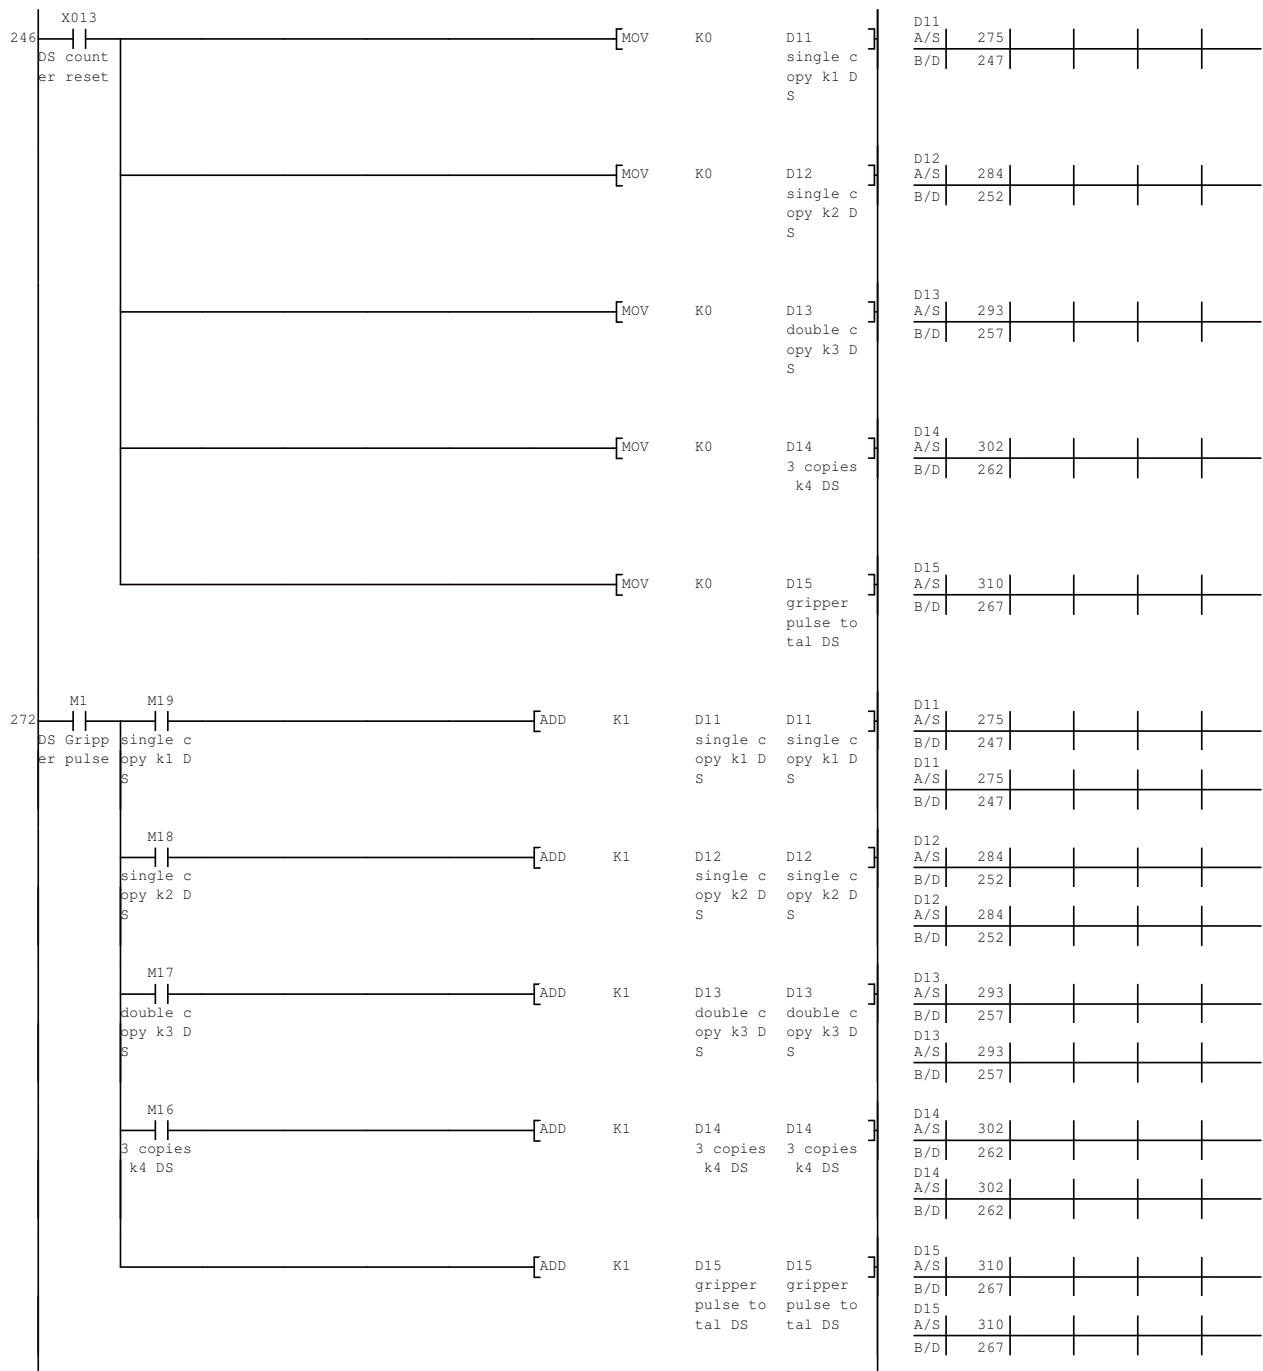 X013
D11
246 MOV K0 D11 A/S 275
DS count single c B/D 247
er reset opy k1 D
S
D12
MOV K0 D12 A/S 284
single c B/D 252
opy k2 D
S
D13
MOV K0 D13 A/S 293
double c B/D 257
opy k3 D
S
D14
MOV K0 D14 A/S 302
3 copies B/D 262
k4 DS
D15
MOV K0 D15 A/S 310
gripper B/D 267
pulse to
tal DS
M1 M19 D11
272 ADD K1 D11 D11 A/S 275
DS Gripp single c single c single c B/D 247
er pulse opy k1 D opy k1 D opy k1 D D11
S S S A/S 275
B/D 247
M18 D12
ADD K1 D12 D12 A/S 284
single c single c single c B/D 252
opy k2 D opy k2 D opy k2 D D12
S S S A/S 284
B/D 252
M17 D13
ADD K1 D13 D13 A/S 293
double c double c double c B/D 257
opy k3 D opy k3 D opy k3 D D13
S S S A/S 293
B/D 257
M16 D14
ADD K1 D14 D14 A/S 302
3 copies 3 copies 3 copies B/D 262
k4 DS k4 DS k4 DS D14
A/S 302
B/D 262
D15
ADD K1 D15 D15 A/S 310
gripper gripper B/D 267
pulse to pulse to D15
tal DS tal DS A/S 310
B/D 267